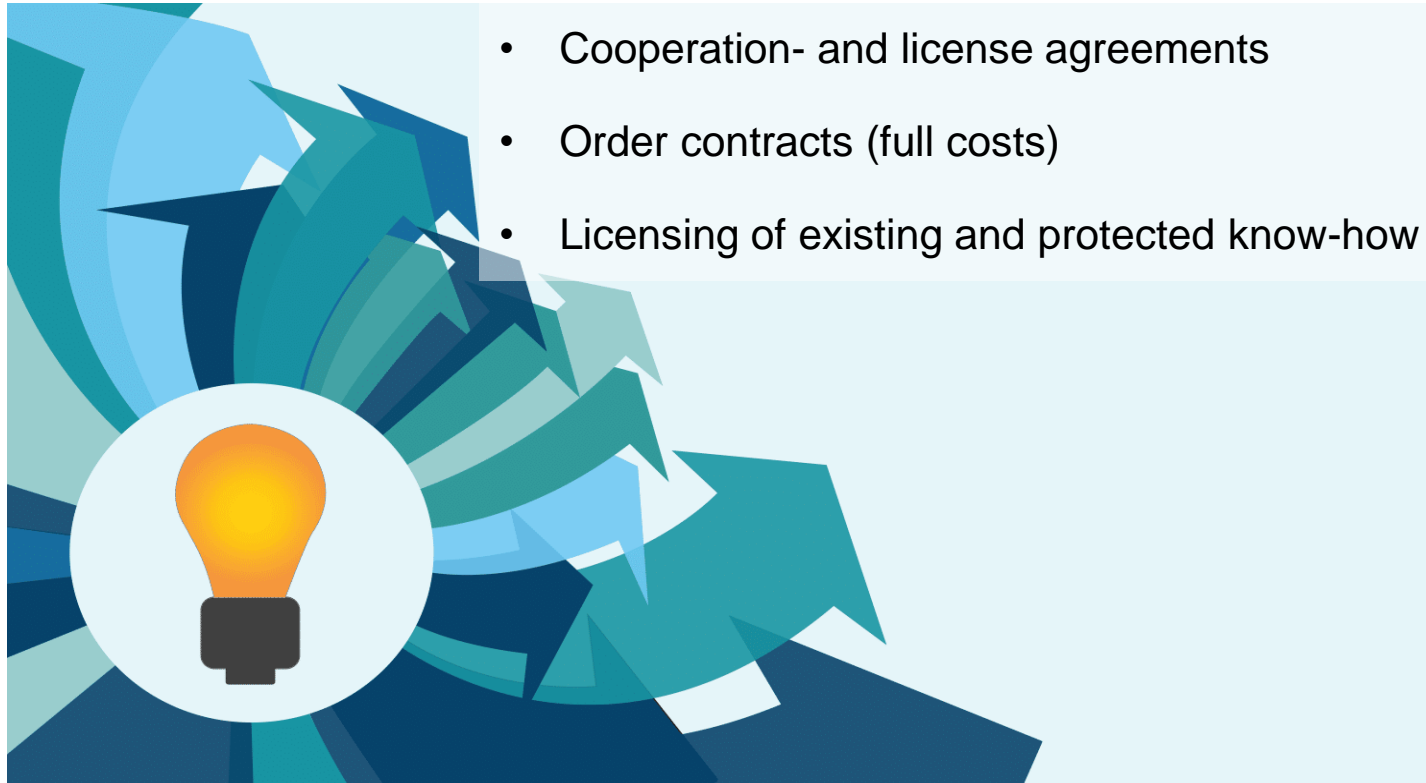 • Cooperation- and license agreements
• Order contracts (full costs)
• Licensing of existing and protected know-how